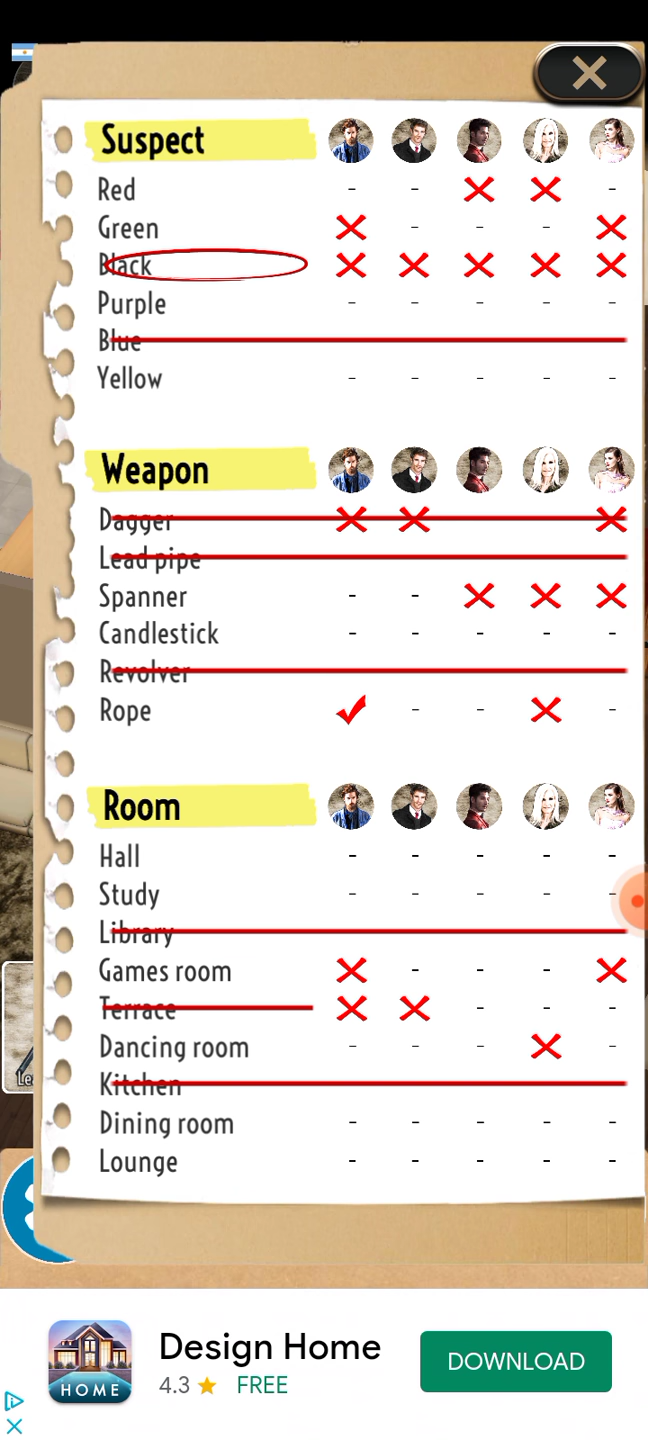 Suspect
Red
Green
Black
Purple
Blue
Yellow
Weapon
Dagger
Lead pipe
Spanner
Candlestick
Revolver
Rope
Room
Hall
Study
Library
Games room
Terrace
Dancing room
Kitchen
Dining room
Lounge
Le
HOME
Design Home
4.3 ★ FREE
DOWNLOAD